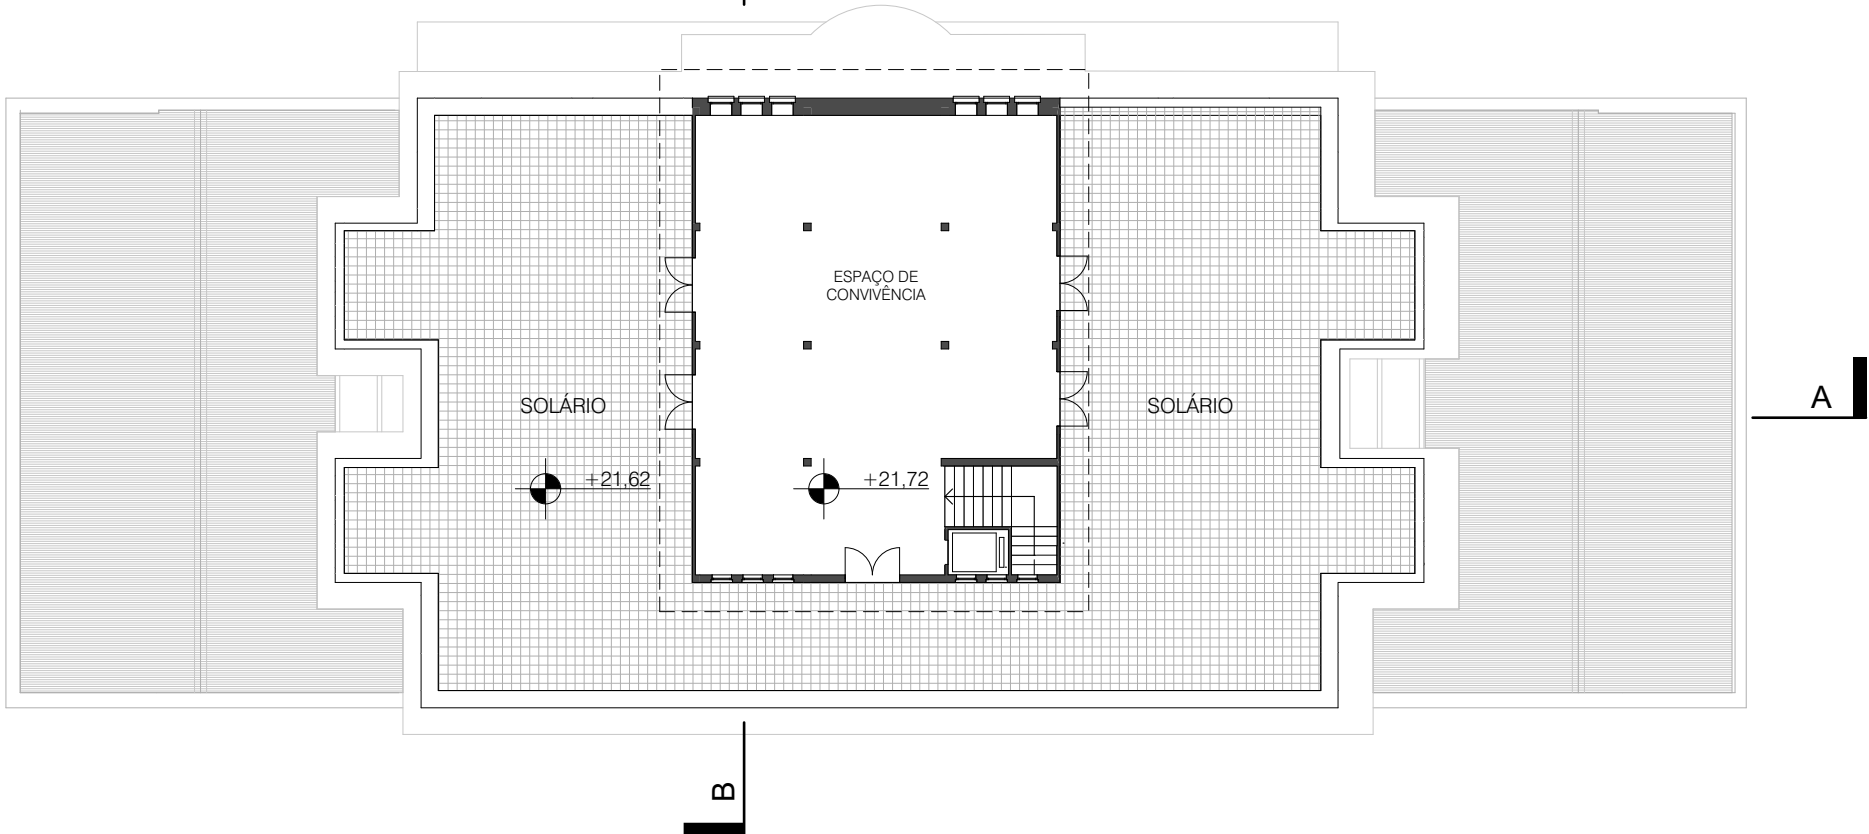 ESPAÇO DE
CONVIVÊNCIA
SOLÁRIO
SOLÁRIO
A
+21,62
+21,72
B